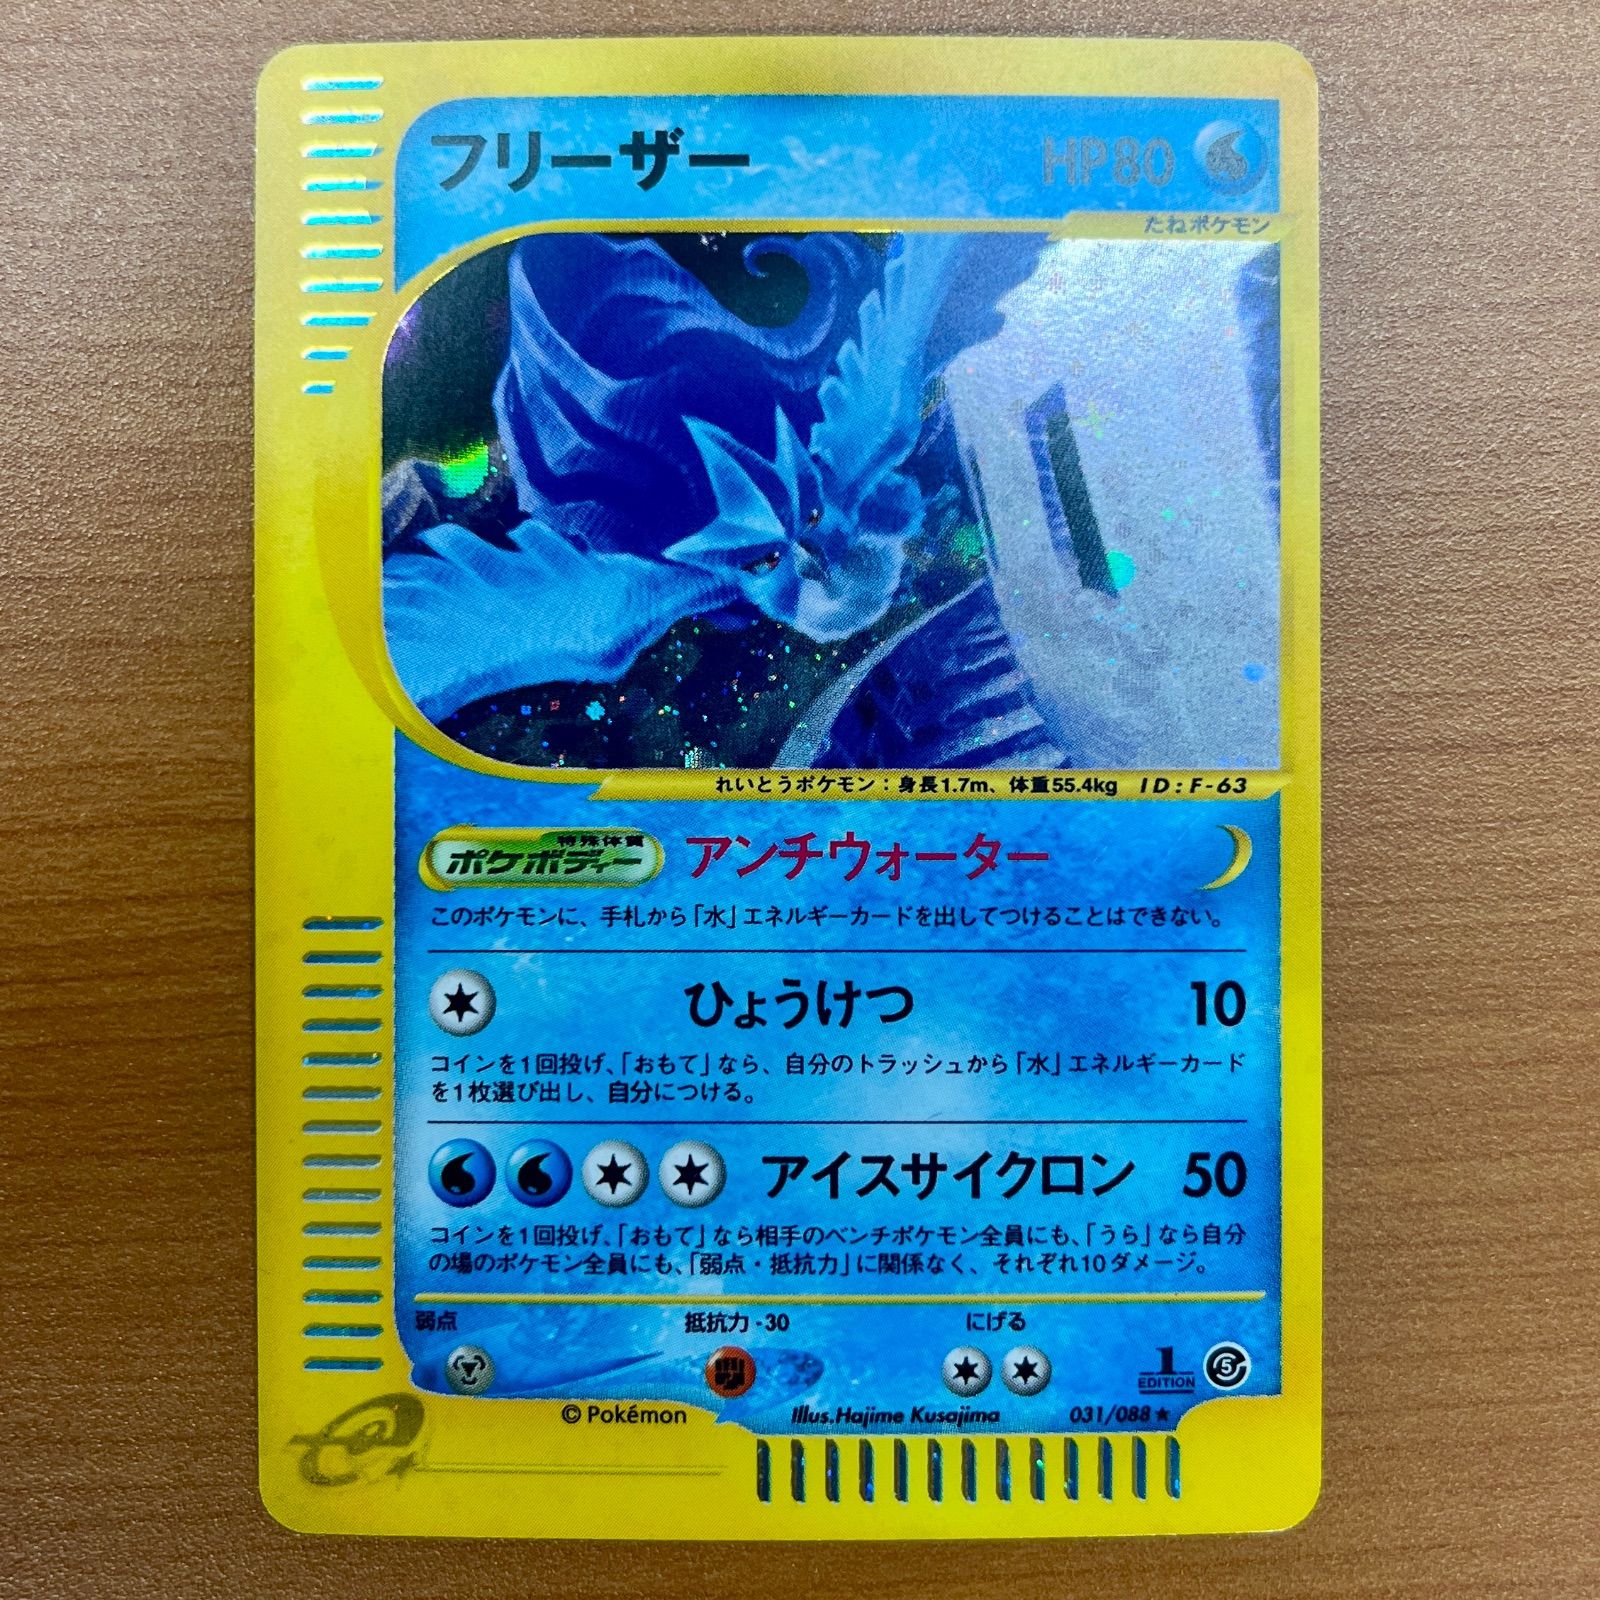 フリーザー HP80
たねポケモン
れいとうポケモン：身長1.7m、体重55.4kg ID：F-63
特殊体質
ポケボディー アンチウォーター
このポケモンに、手札から「水」エネルギーカードを出してつけることはできない。
ひょうけつ 10
コインを1回投げ、「おもて」なら、自分のトラッシュから「水」エネルギーカード
を1枚選び出し、自分につける。
アイスサイクロン 50
コインを1回投げ、「おもて」なら相手のベンチポケモン全員にも、「うら」なら自分
の場のポケモン全員にも、「弱点・抵抗力」に関係なく、それぞれ10ダメージ。
弱点 抵抗力 -30 にげる
1 EDITION 5
© Pokémon Illus.Hajime Kusajima 031/088 ★
e